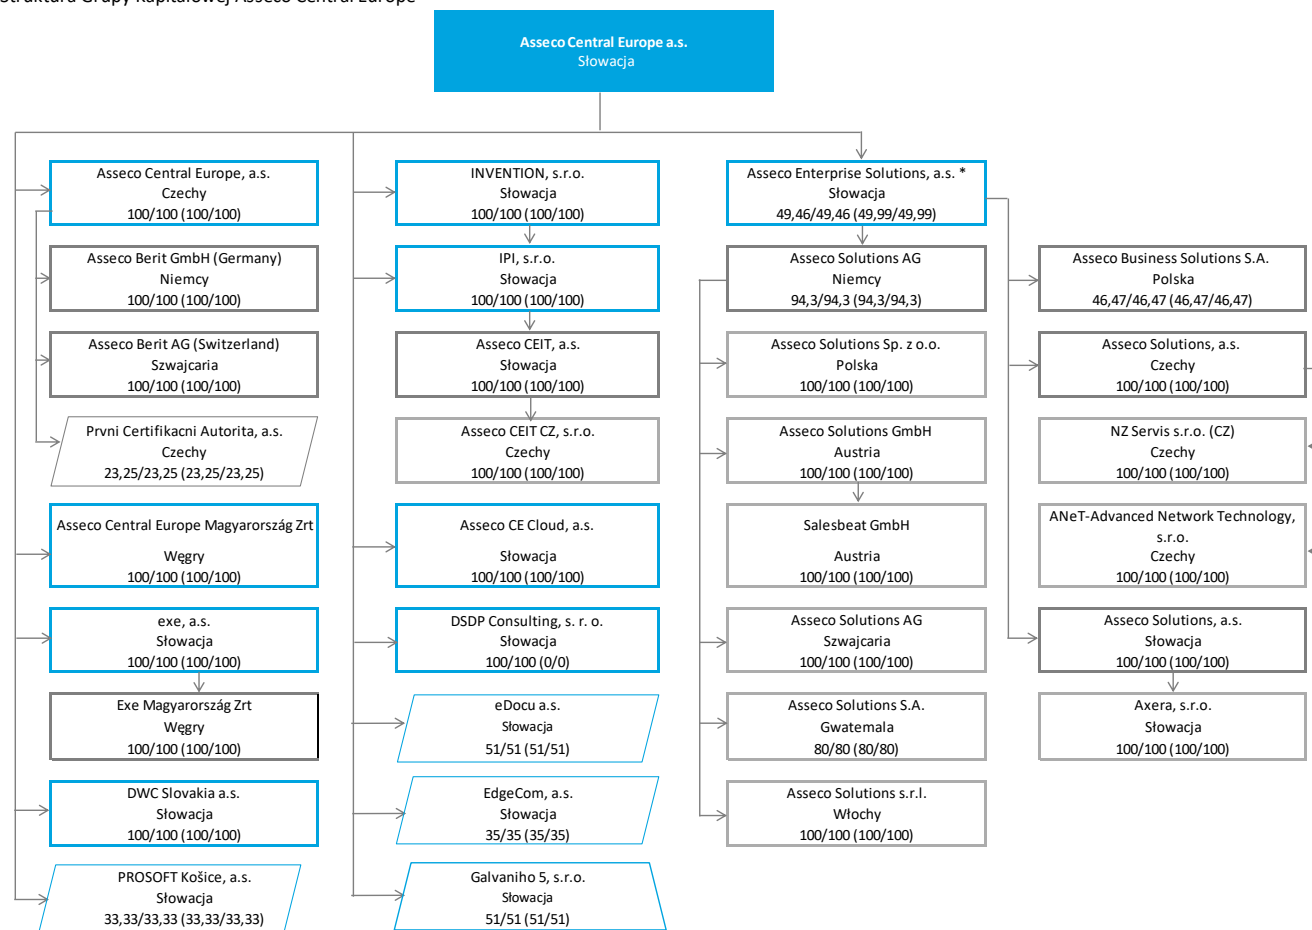 Struktura Grupy Kapitałowej Asseco Central Europe
Asseco Central Europe a.s.
Słowacja
Asseco Central Europe, a.s.
Czechy
100/100 (100/100)
Asseco Berit GmbH (Germany)
Niemcy
100/100 (100/100)
Asseco Berit AG (Switzerland)
Szwajcaria
100/100 (100/100)
Prvni Certifikacni Autorita, a.s.
Czechy
23,25/23,25 (23,25/23,25)
Asseco Central Europe Magyarország Zrt
Węgry
100/100 (100/100)
exe, a.s.
Słowacja
100/100 (100/100)
Exe Magyarország Zrt
Węgry
100/100 (100/100)
DWC Slovakia a.s.
Słowacja
100/100 (100/100)
PROSOFT Košice, a.s.
Słowacja
33,33/33,33 (33,33/33,33)
INVENTION, s.r.o.
Słowacja
100/100 (100/100)
IPI, s.r.o.
Słowacja
100/100 (100/100)
Asseco CEIT, a.s.
Słowacja
100/100 (100/100)
Asseco CEIT CZ, s.r.o.
Czechy
100/100 (100/100)
Asseco CE Cloud, a.s.
Słowacja
100/100 (100/100)
DSDP Consulting, s. r. o.
Słowacja
100/100 (0/0)
eDocu a.s.
Słowacja
51/51 (51/51)
EdgeCom, a.s.
Słowacja
35/35 (35/35)
Galvaniho 5, s.r.o.
Słowacja
51/51 (51/51)
Asseco Enterprise Solutions, a.s. *
Słowacja
49,46/49,46 (49,99/49,99)
Asseco Solutions AG
Niemcy
94,3/94,3 (94,3/94,3)
Asseco Solutions Sp. z o.o.
Polska
100/100 (100/100)
Asseco Solutions GmbH
Austria
100/100 (100/100)
Salesbeat GmbH
Austria
100/100 (100/100)
Asseco Solutions AG
Szwajcaria
100/100 (100/100)
Asseco Solutions S.A.
Gwatemala
80/80 (80/80)
Asseco Solutions s.r.l.
Włochy
100/100 (100/100)
Asseco Business Solutions S.A.
Polska
46,47/46,47 (46,47/46,47)
Asseco Solutions, a.s.
Czechy
100/100 (100/100)
NZ Servis s.r.o. (CZ)
Czechy
100/100 (100/100)
ANeT-Advanced Network Technology,
s.r.o.
Czechy
100/100 (100/100)
Asseco Solutions, a.s.
Słowacja
100/100 (100/100)
Axera, s.r.o.
Słowacja
100/100 (100/100)